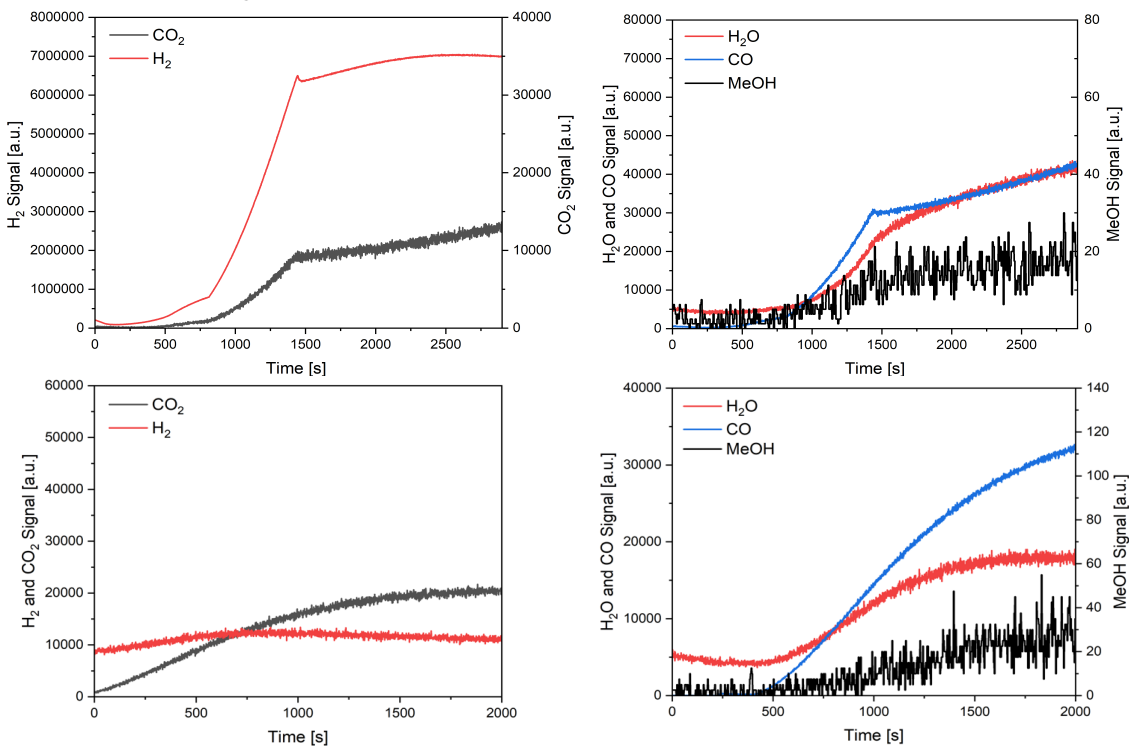 CO2
H2
H2 Signal [a.u.]
8000000
7000000
6000000
5000000
4000000
3000000
2000000
1000000
0
40000
30000
20000
10000
0
CO2 Signal [a.u.]
0 500 1000 1500 2000 2500
Time [s]
H2O
CO
MeOH
H2O and CO Signal [a.u.]
80000
70000
60000
50000
40000
30000
20000
10000
0
80
60
40
20
0
MeOH Signal [a.u.]
0 500 1000 1500 2000 2500
Time [s]
CO2
H2
H2 and CO2 Signal [a.u.]
60000
50000
40000
30000
20000
10000
0
0 500 1000 1500 2000
Time [s]
H2O
CO
MeOH
H2O and CO Signal [a.u.]
40000
30000
20000
10000
0
140
120
100
80
60
40
20
0
MeOH Signal [a.u.]
0 500 1000 1500 2000
Time [s]